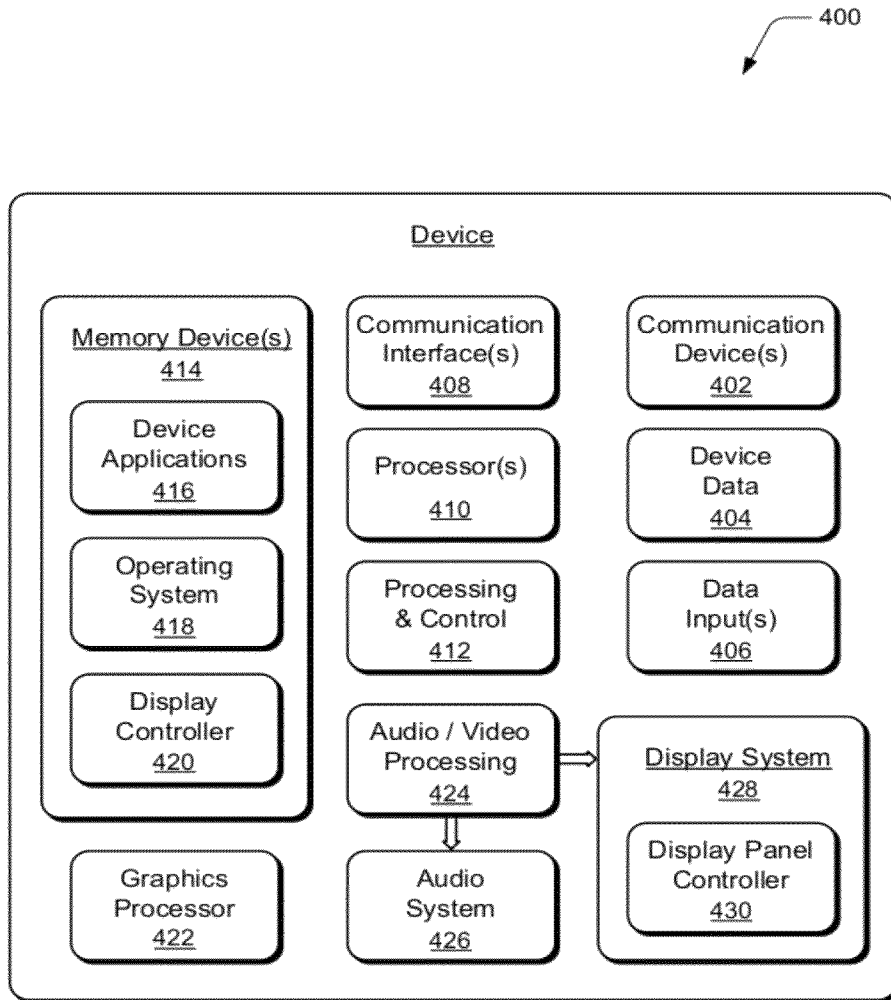 400
Device
Memory Device(s)
414
Device
Applications
416
Operating
System
418
Display
Controller
420
Graphics
Processor
422
Communication
Interface(s)
408
Processor(s)
410
Processing
& Control
412
Audio / Video
Processing
424
Audio
System
426
Communication
Device(s)
402
Device
Data
404
Data
Input(s)
406
Display System
428
Display Panel
Controller
430